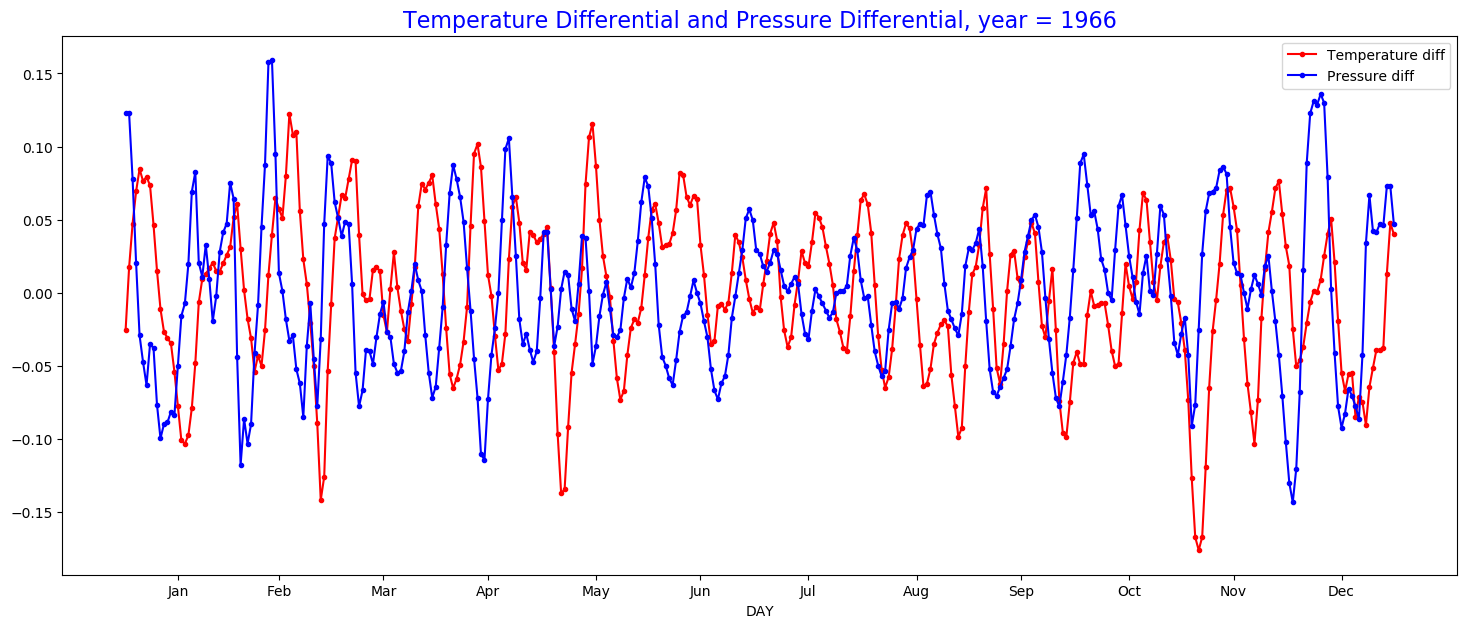 Temperature Differential and Pressure Differential, year = 1966
Temperature diff
Pressure diff
0.15
0.10
0.05
0.00
−0.05
−0.10
−0.15
Jan Feb Mar Apr May Jun Jul Aug Sep Oct Nov Dec
DAY